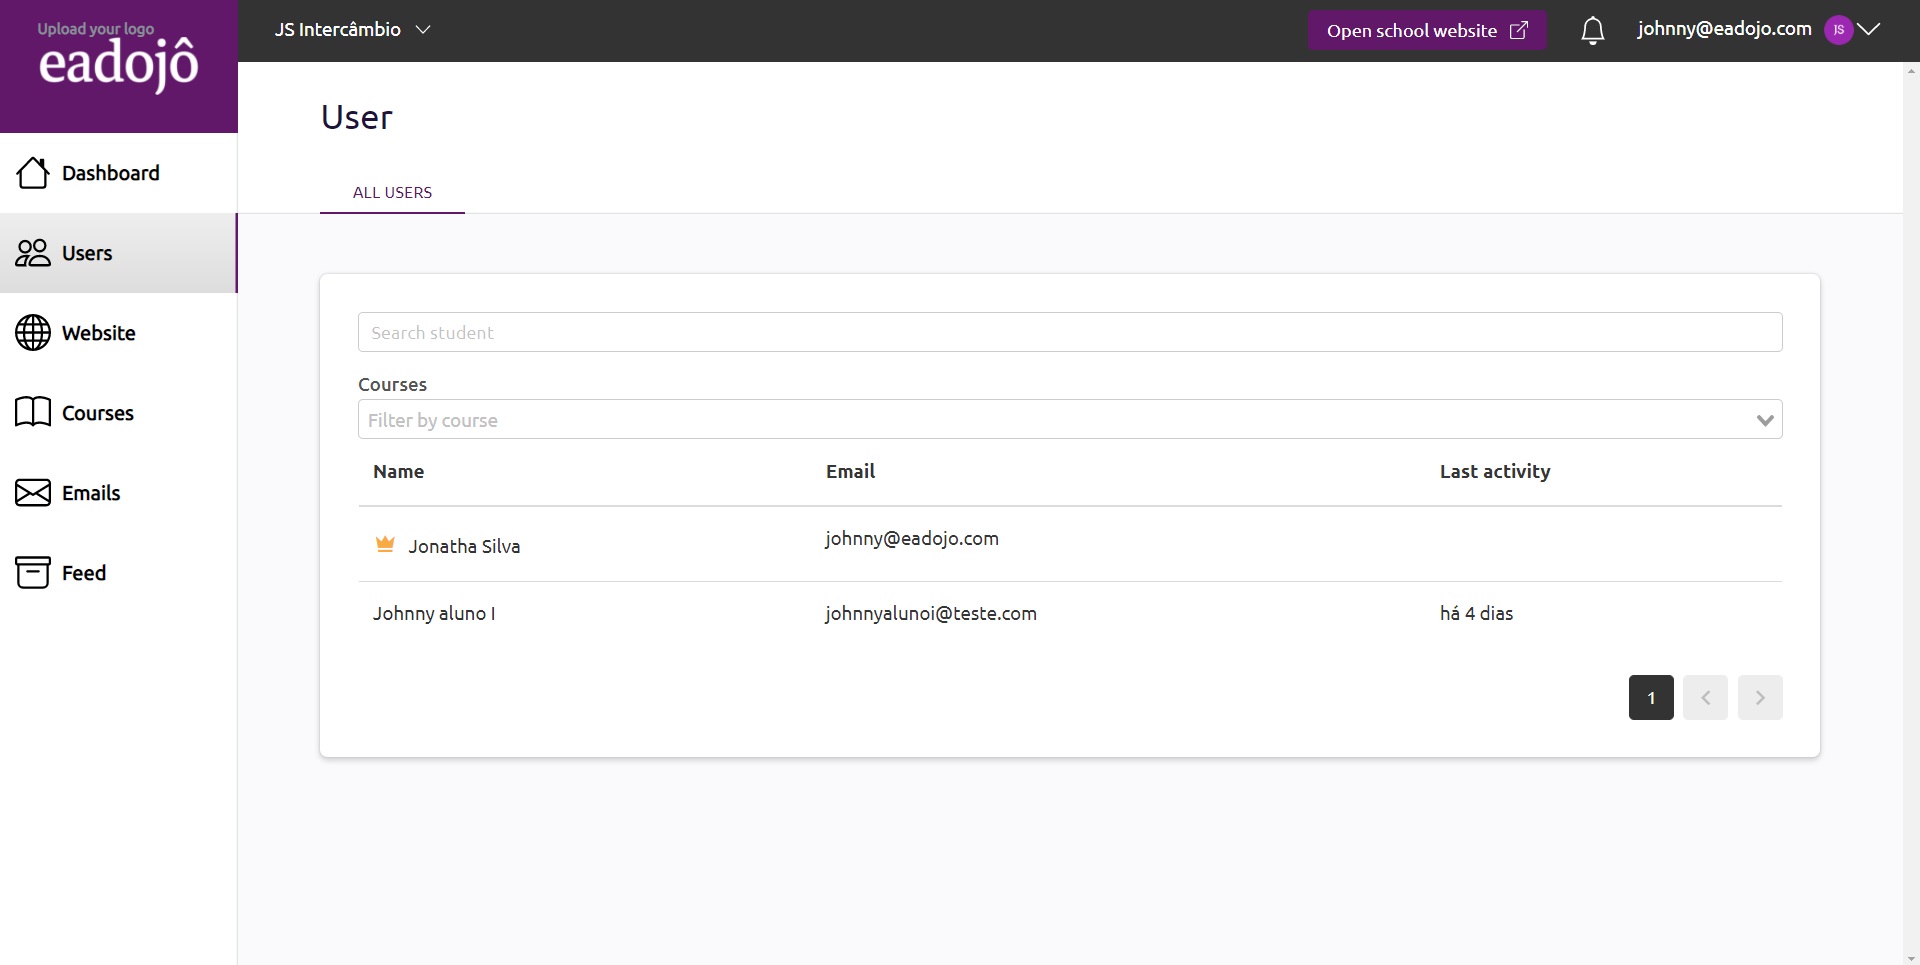 Upload your logo
eadojô
JS Intercâmbio
Open school website
johnny@eadojo.com
JS
Dashboard
Users
Website
Courses
Emails
Feed
User
ALL USERS
Search student
Courses
Filter by course
Name Email Last activity
Jonatha Silva johnny@eadojo.com
Johnny aluno I johnnyalunoi@teste.com há 4 dias
1